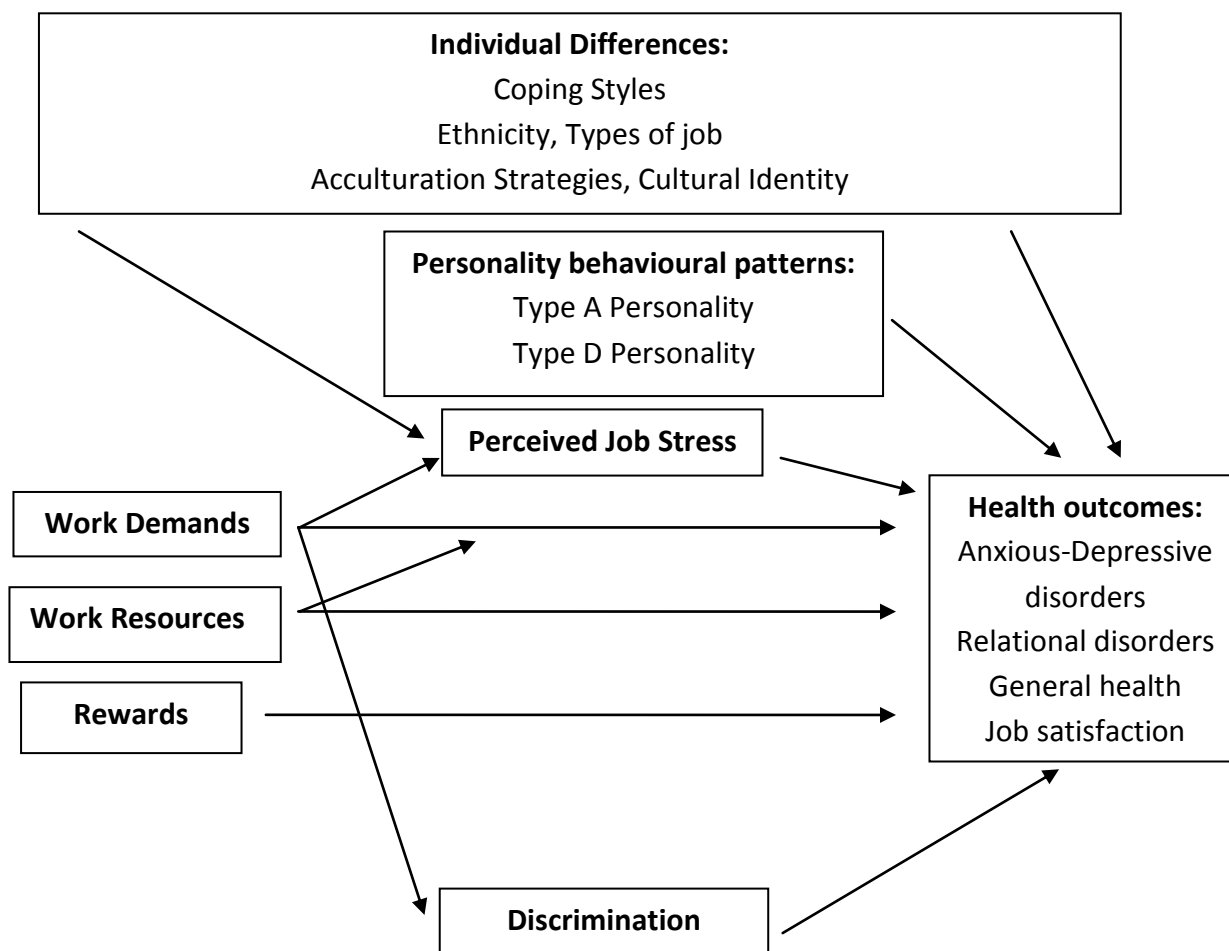 Individual Differences:
Coping Styles
Ethnicity, Types of job
Acculturation Strategies, Cultural Identity
Personality behavioural patterns:
Type A Personality
Type D Personality
Perceived Job Stress
Work Demands
Work Resources
Rewards
Health outcomes:
Anxious-Depressive
disorders
Relational disorders
General health
Job satisfaction
Discrimination